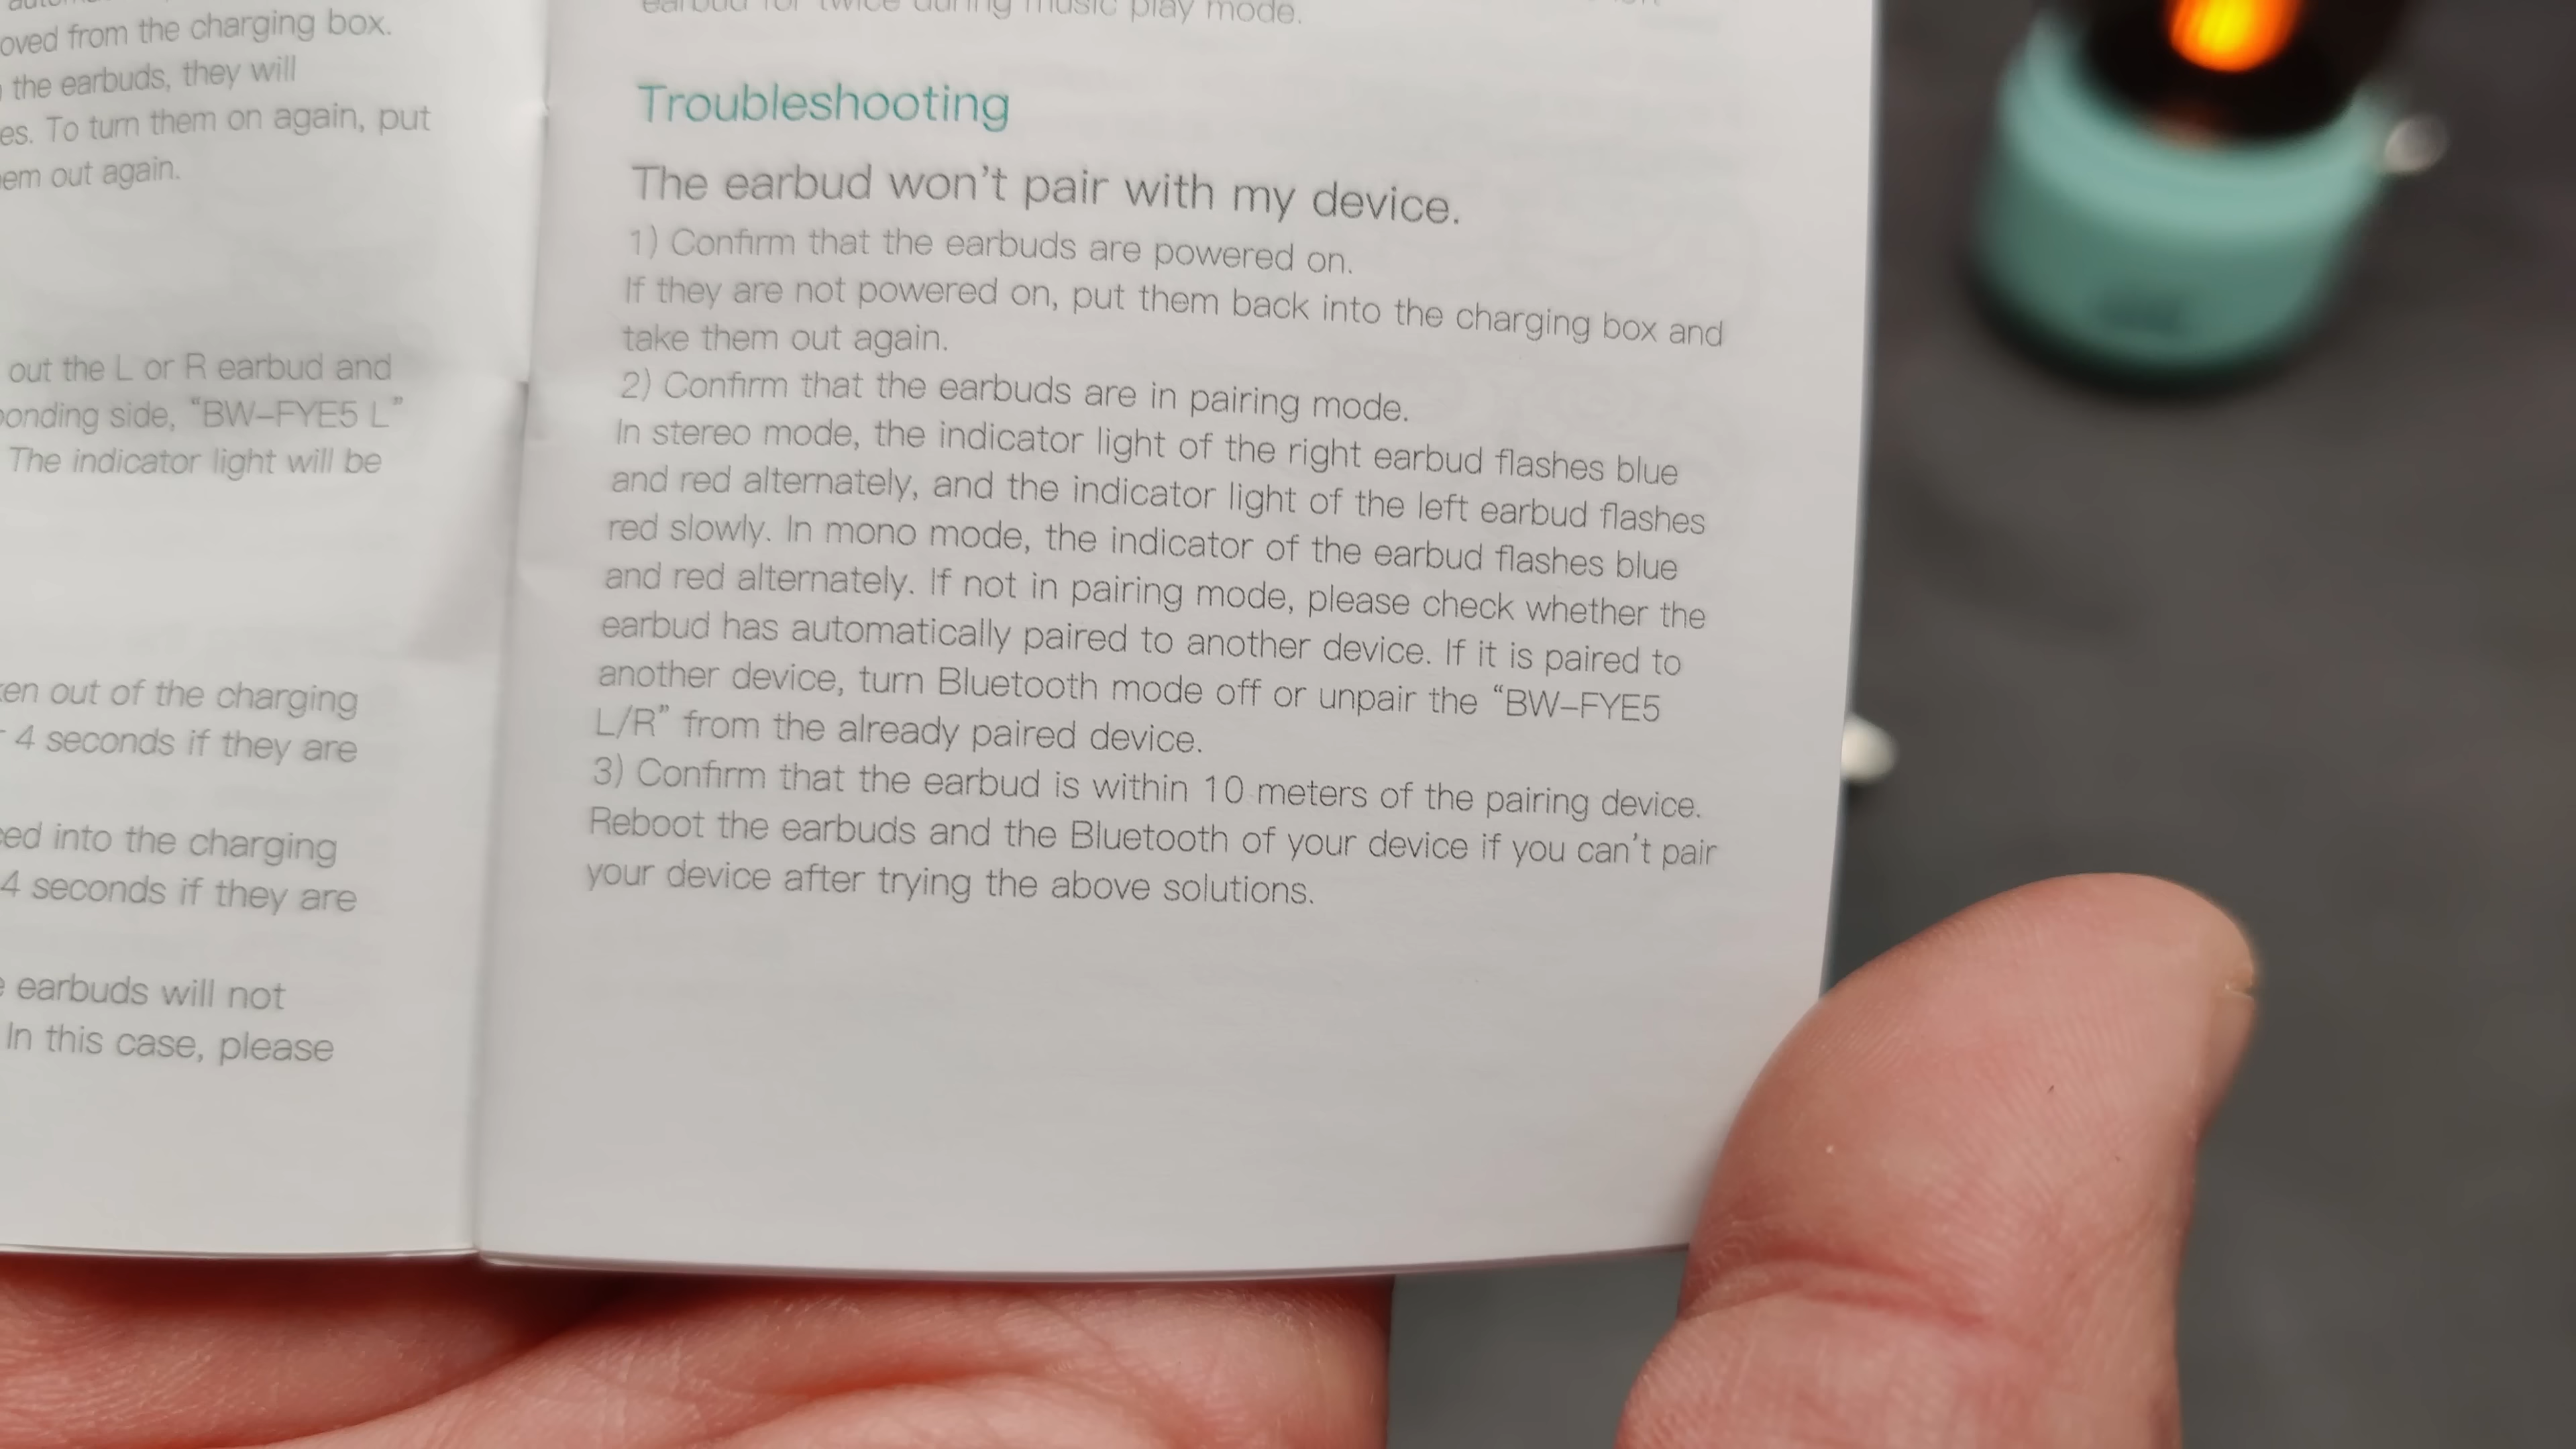 oved from the charging box.
the earbuds, they will
es. To turn them on again, put
em out again.
out the L or R earbud and
onding side, “BW–FYE5 L”
The indicator light will be
en out of the charging
4 seconds if they are
ed into the charging
4 seconds if they are
earbuds will not
In this case, please
earbud for twice during music play mode.
Troubleshooting
The earbud won’t pair with my device.
1) Confirm that the earbuds are powered on.
If they are not powered on, put them back into the charging box and
take them out again.
2) Confirm that the earbuds are in pairing mode.
In stereo mode, the indicator light of the right earbud flashes blue
and red alternately, and the indicator light of the left earbud flashes
red slowly. In mono mode, the indicator of the earbud flashes blue
and red alternately. If not in pairing mode, please check whether the
earbud has automatically paired to another device. If it is paired to
another device, turn Bluetooth mode off or unpair the “BW–FYE5
L/R” from the already paired device.
3) Confirm that the earbud is within 10 meters of the pairing device.
Reboot the earbuds and the Bluetooth of your device if you can’t pair
your device after trying the above solutions.